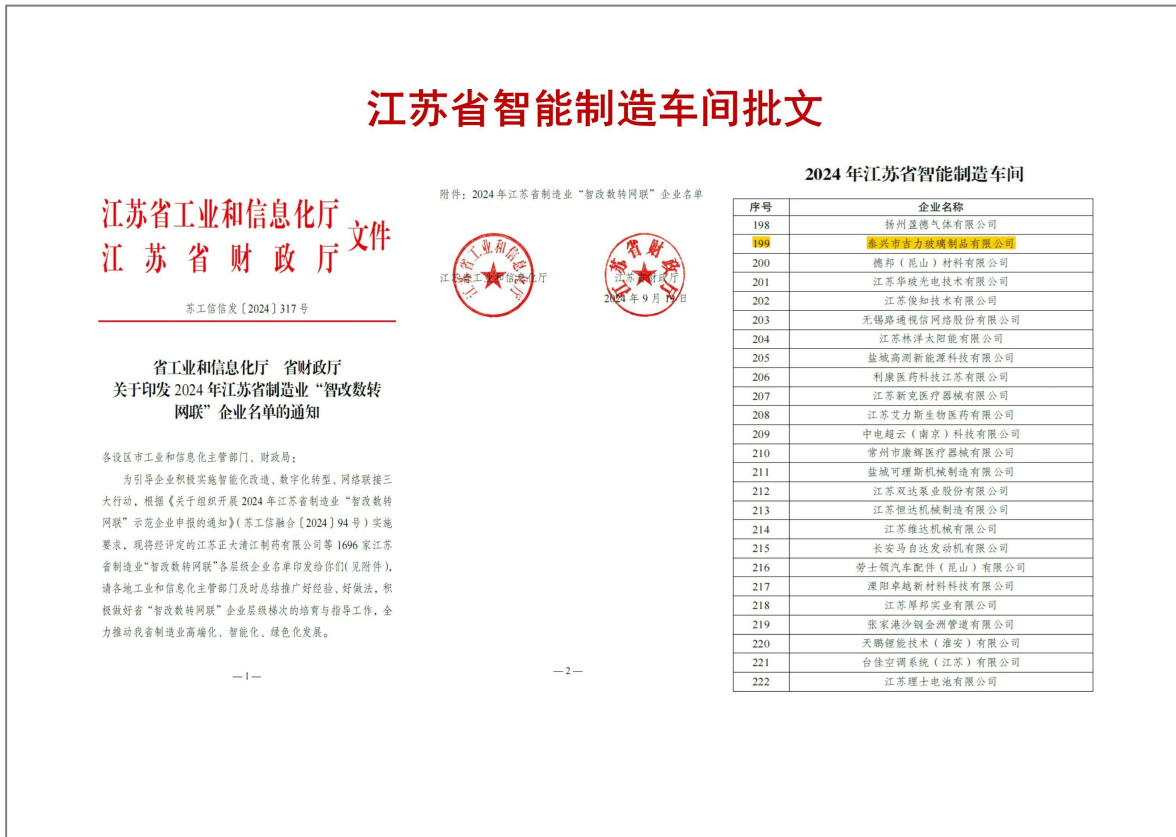 江苏省智能制造车间批文
江苏省工业和信息化厅
江苏省财政厅
文件
苏工信信发〔2024〕317号
省工业和信息化厅 省财政厅
关于印发2024年江苏省制造业“智改数转
网联”企业名单的通知
各设区市工业和信息化主管部门、财政局：
为引导企业积极实施智能化改造、数字化转型、网络联接三
大行动，根据《关于组织开展2024年江苏省制造业“智改数转
网联”示范企业申报的通知》（苏工信融合〔2024〕94号）实施
要求，现将经评定的江苏正大清江制药有限公司等1696家江苏
省制造业“智改数转网联”各层级企业名单印发给你们（见附件），
请各地工业和信息化主管部门及时总结推广好经验、好做法，积
极做好省“智改数转网联”企业层级梯次的培育与指导工作，全
力推动我省制造业高端化、智能化、绿色化发展。
—1—
附件：2024年江苏省制造业“智改数转网联”企业名单
江苏省工业和信息化厅
江苏省财政厅
江苏省工业和信息化厅
江苏省财政厅
2024年9月14日
—2—
2024年江苏省智能制造车间
序号 企业名称
198 扬州盈德气体有限公司
199 泰兴市吉力玻璃制品有限公司
200 德邦（昆山）材料有限公司
201 江苏华玻光电技术有限公司
202 江苏俊知技术有限公司
203 无锡路通视信网络股份有限公司
204 江苏林洋太阳能有限公司
205 盐城高测新能源科技有限公司
206 利康医药科技江苏有限公司
207 江苏新克医疗器械有限公司
208 江苏艾力斯生物医药有限公司
209 中电超云（南京）科技有限公司
210 常州市康辉医疗器械有限公司
211 盐城可理斯机械制造有限公司
212 江苏双达泵业股份有限公司
213 江苏恒达机械制造有限公司
214 江苏维达机械有限公司
215 长安马自达发动机有限公司
216 劳士领汽车配件（昆山）有限公司
217 溧阳卓越新材料科技有限公司
218 江苏厚邦实业有限公司
219 张家港沙钢金洲管道有限公司
220 天鹏锂能技术（淮安）有限公司
221 台佳空调系统（江苏）有限公司
222 江苏理士电池有限公司